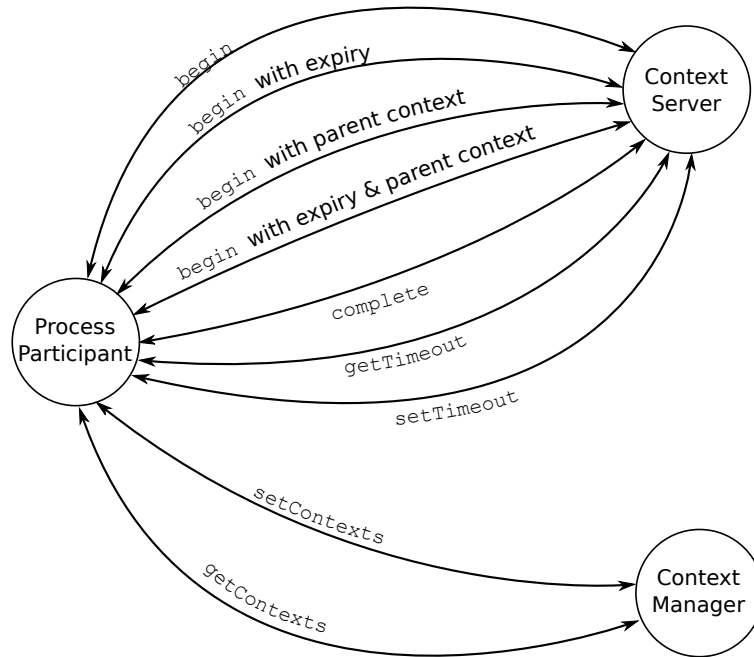 begin
begin with expiry
begin with parent context
begin with expiry & parent context
complete
getTimeout
setTimeout
setContexts
getContexts
Context
Server
Process
Participant
Context
Manager